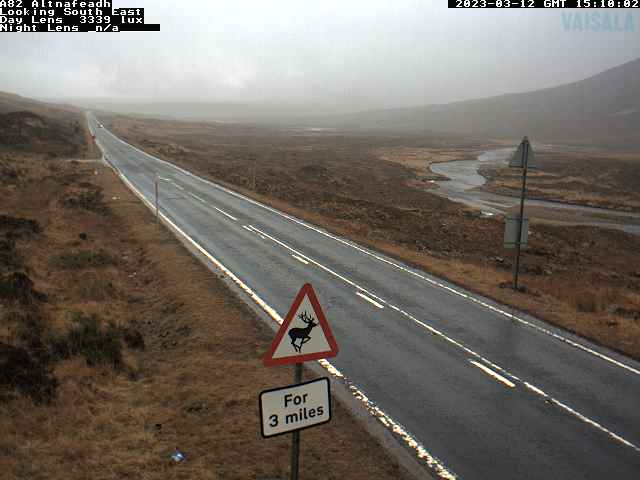 A82 Altnafeadh
Looking South East
Day Lens 3339 lux
Night Lens n/a
2023-03-12 GMT 15:10:02
VAISALA
For
3 miles